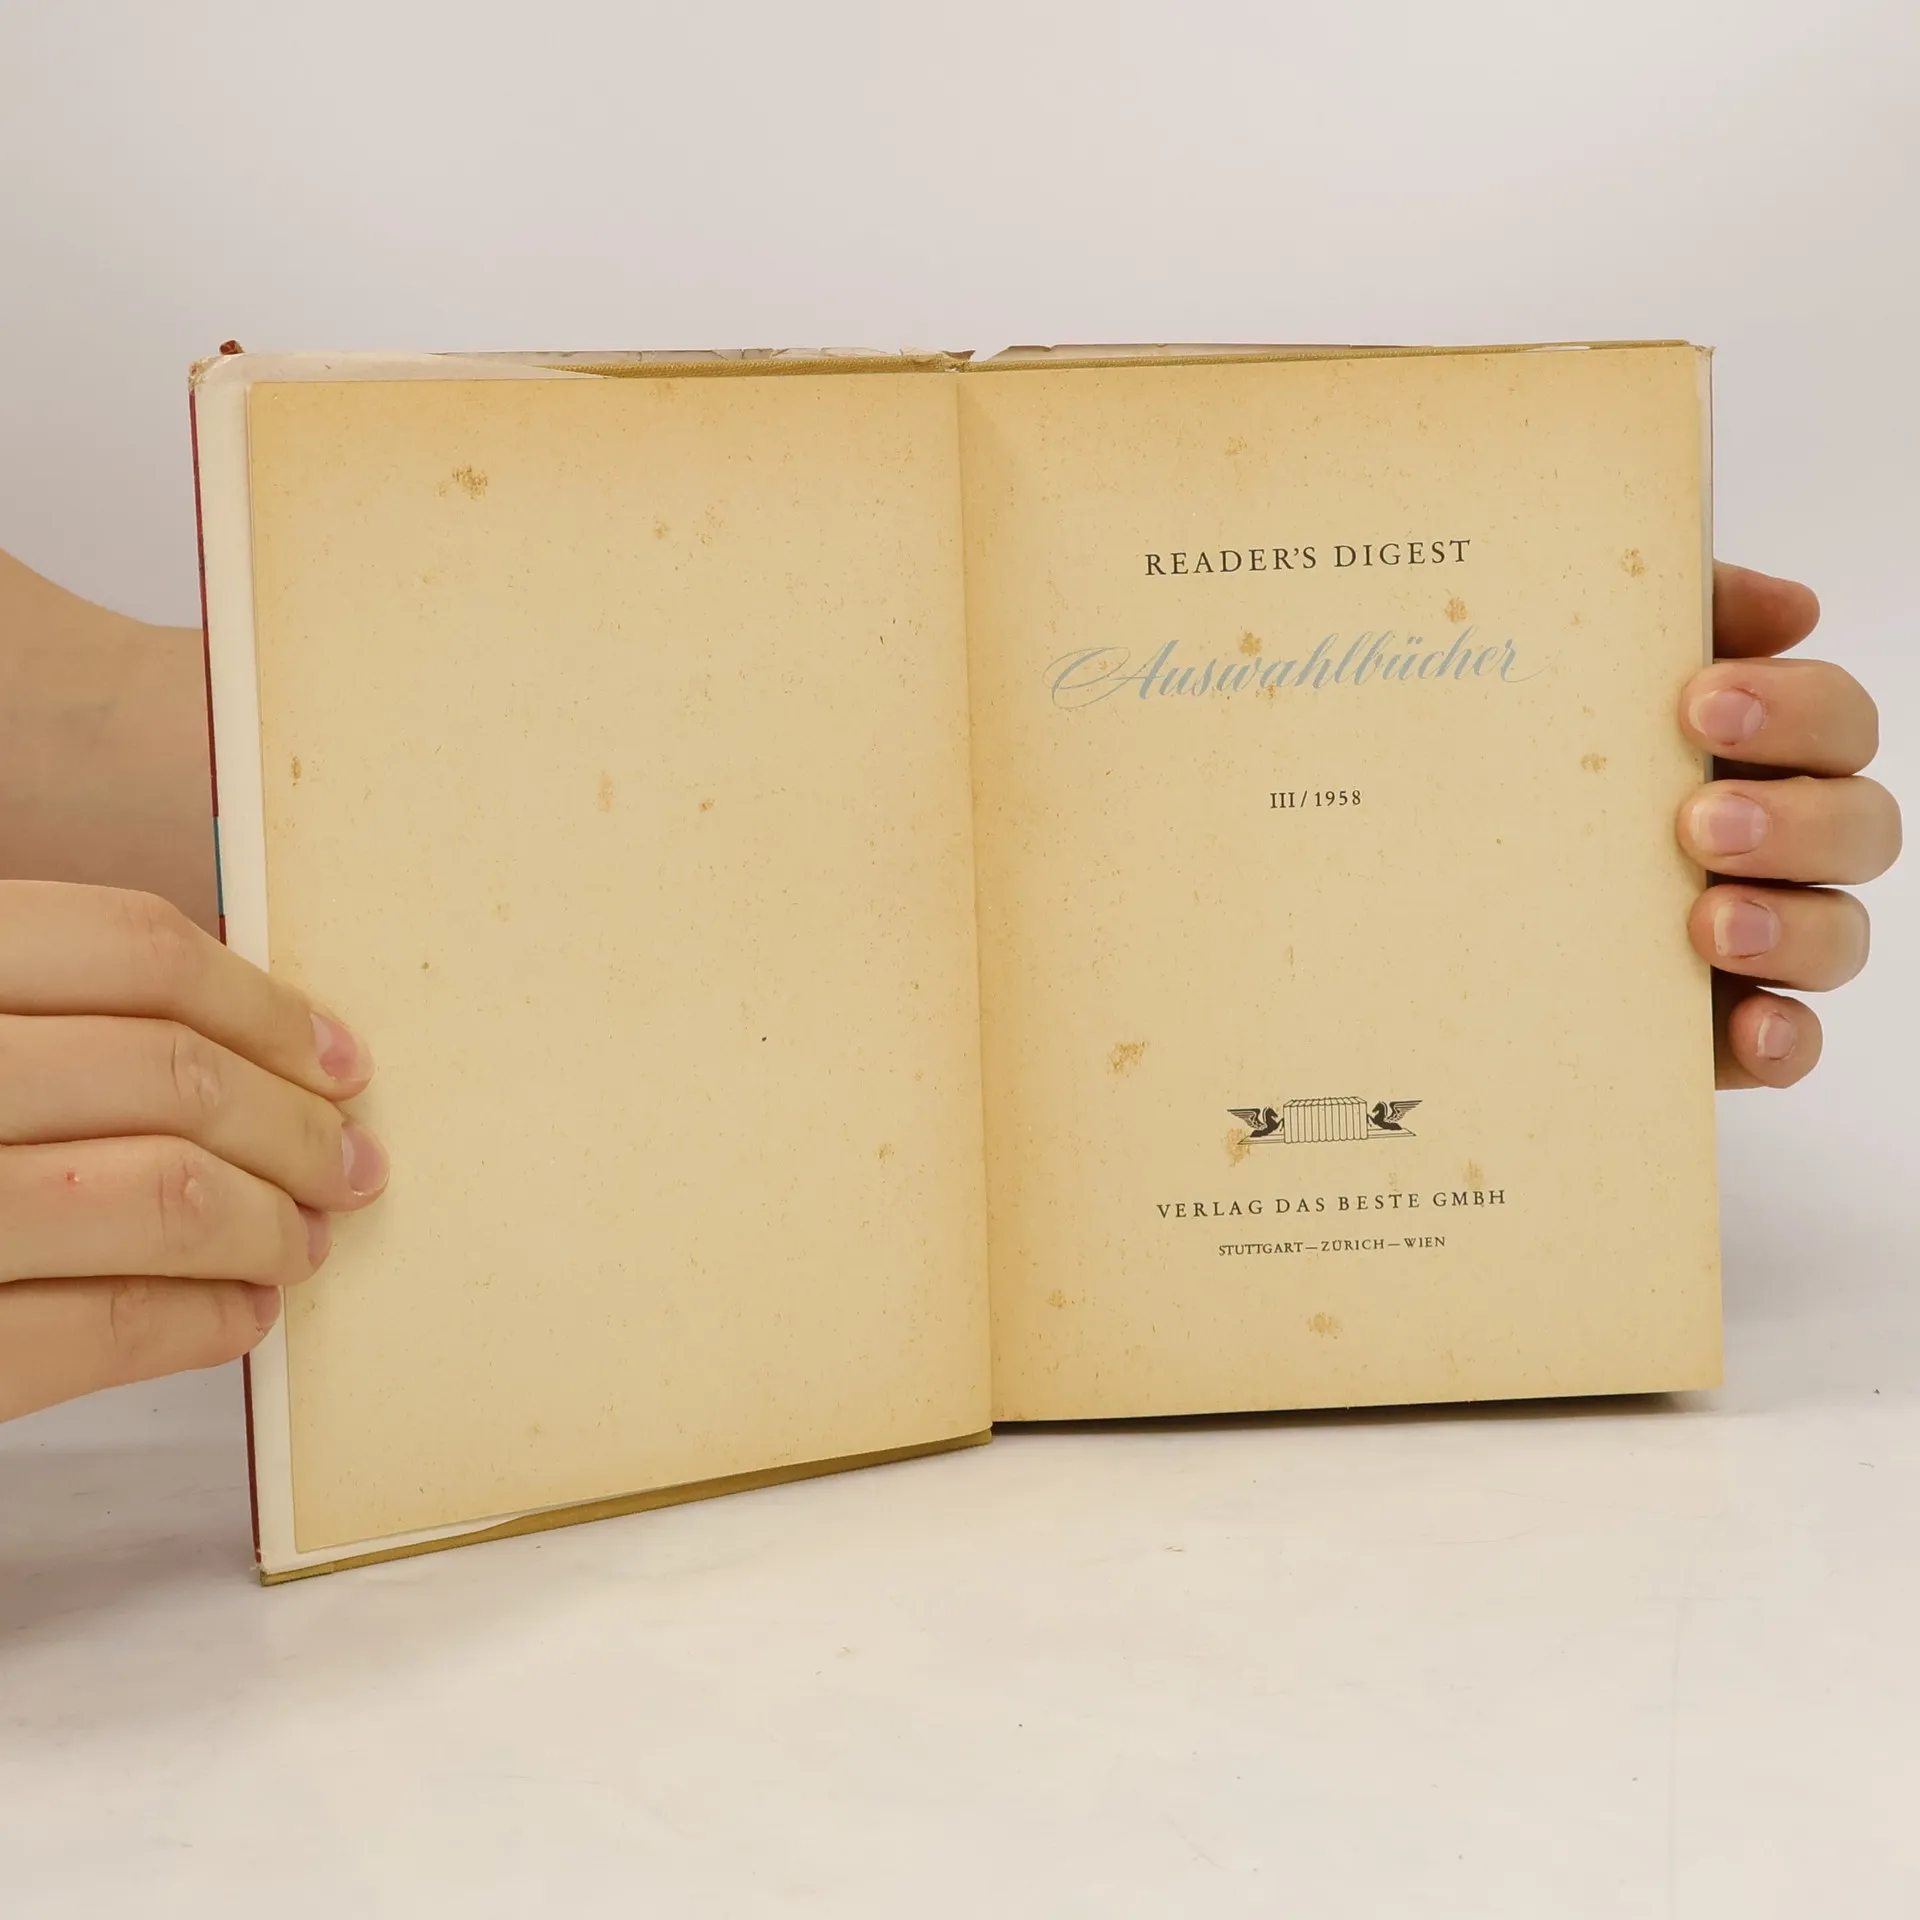 READER'S DIGEST
Auswahlbücher
III / 1958
VERLAG DAS BESTE GMBH
STUTTGART—ZÜRICH—WIEN